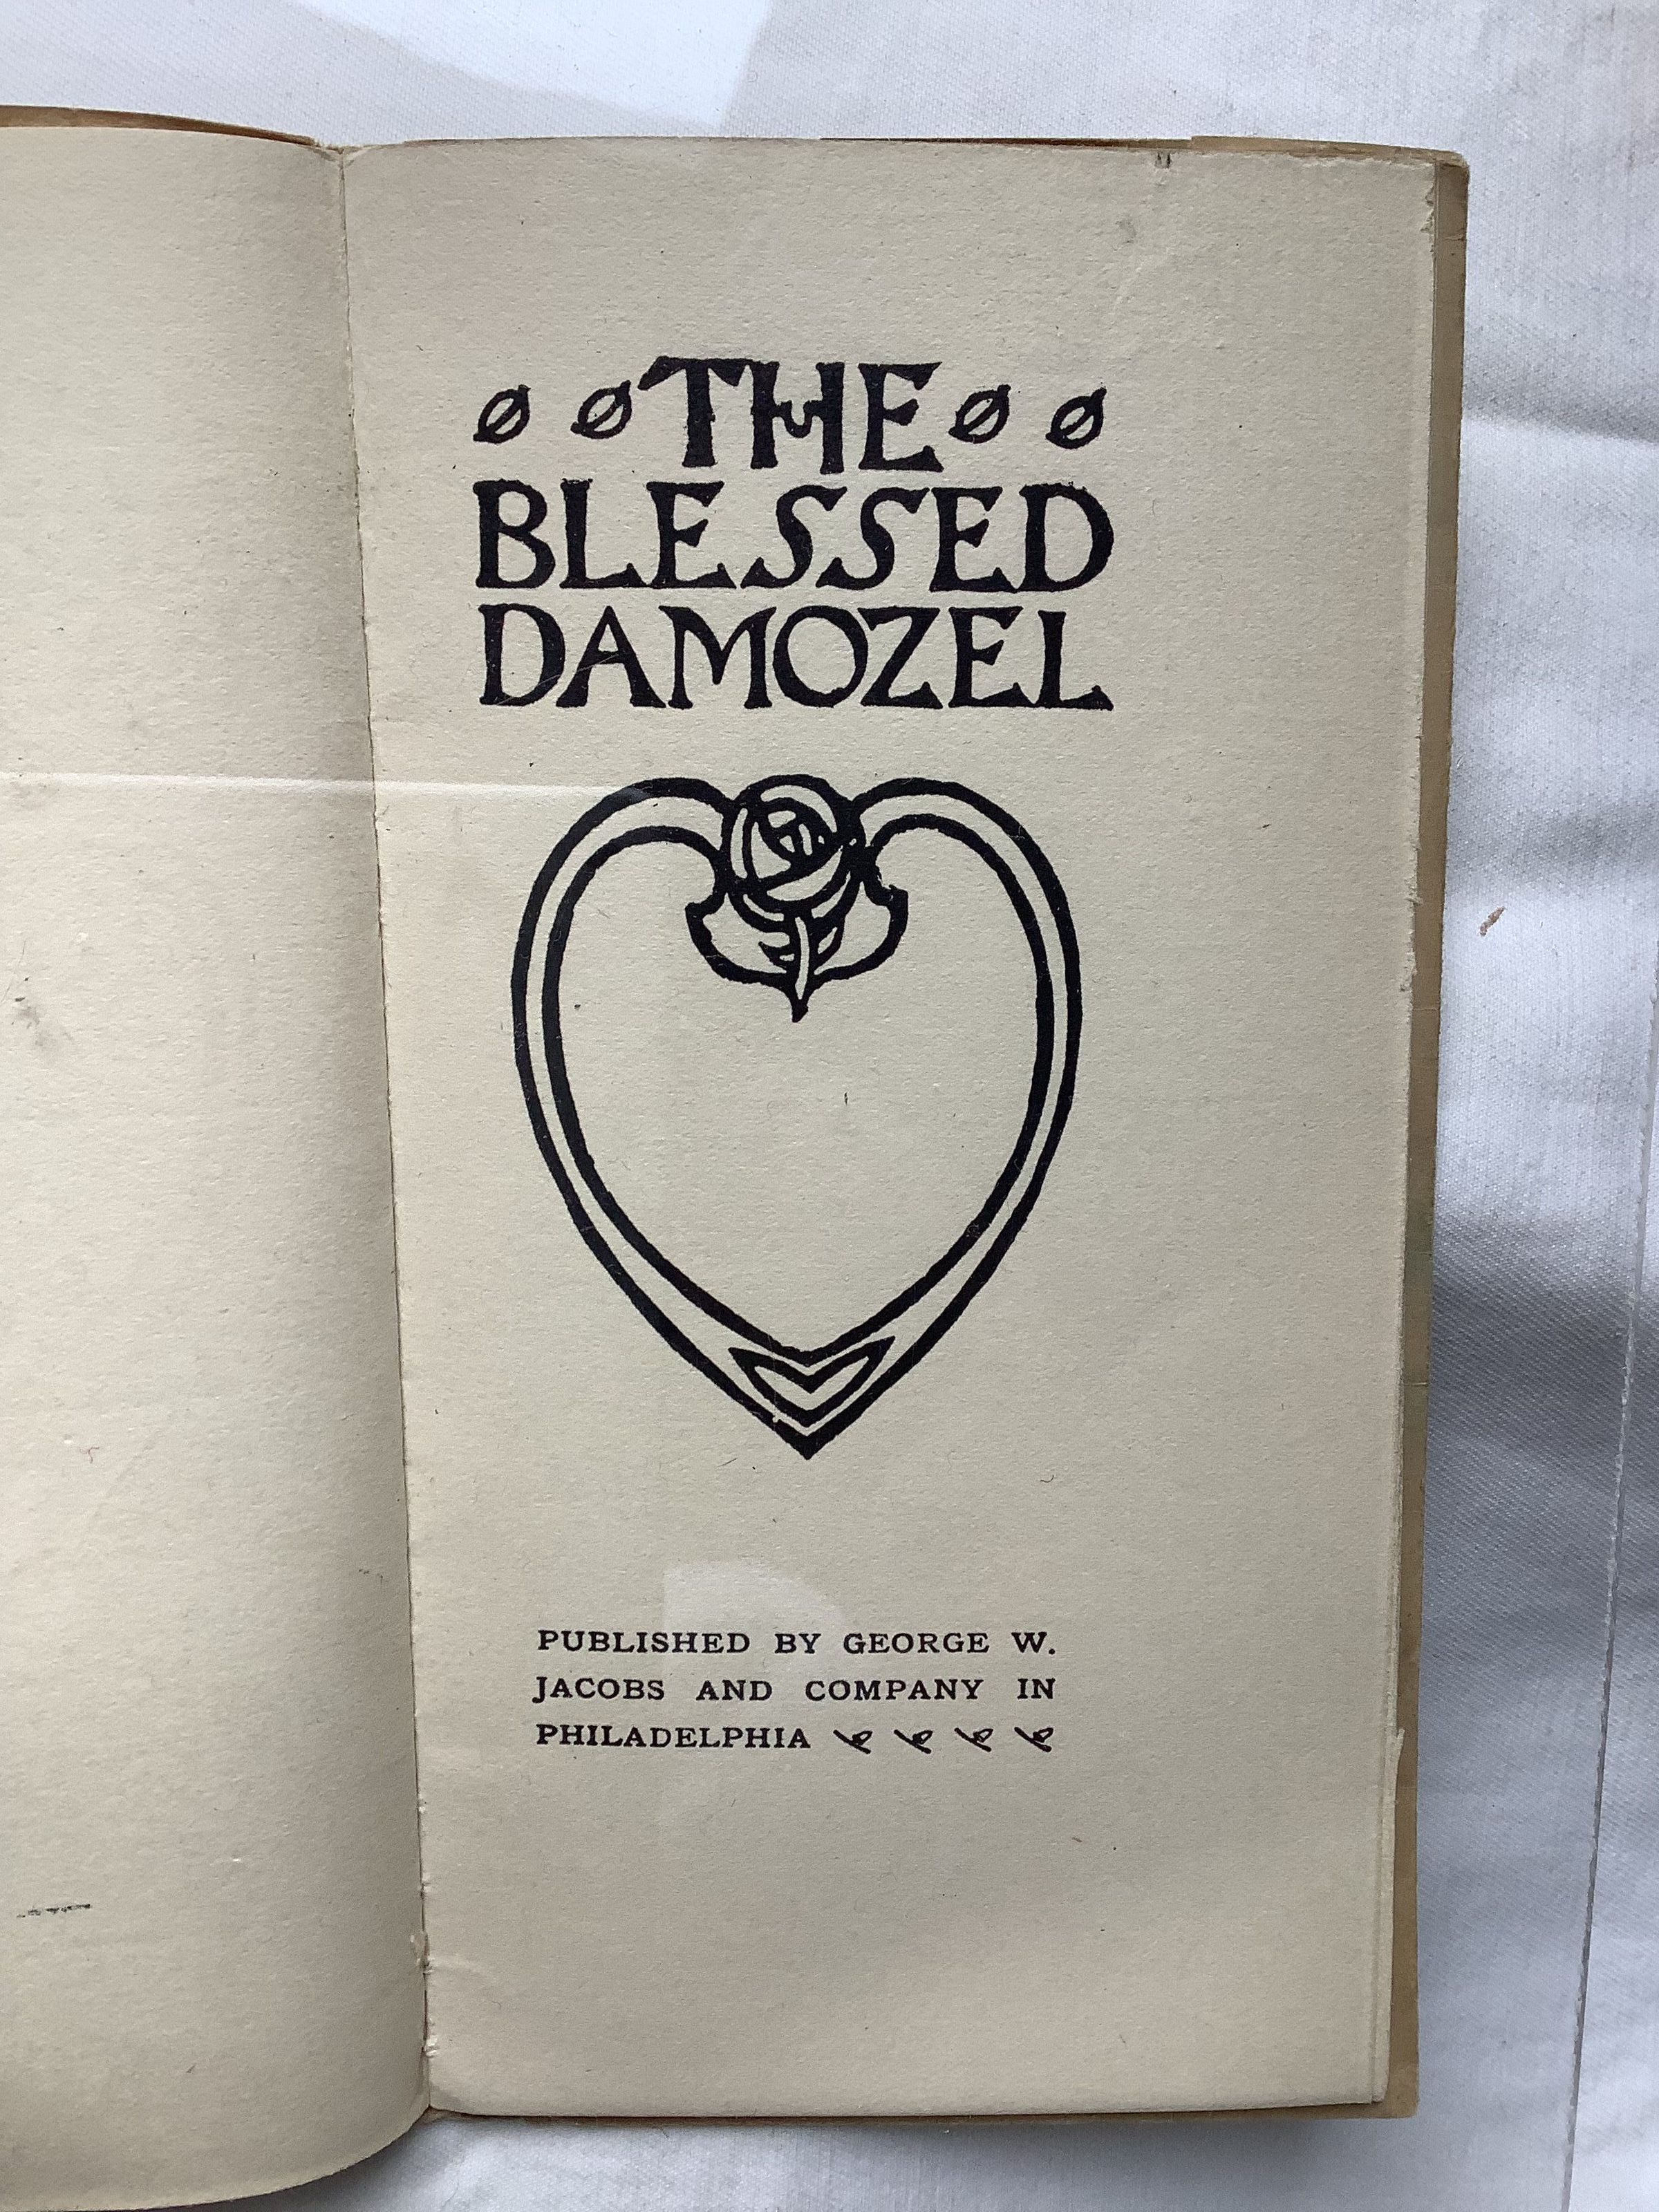 THE
BLESSED
DAMOZEL
PUBLISHED BY GEORGE W.
JACOBS AND COMPANY IN
PHILADELPHIA